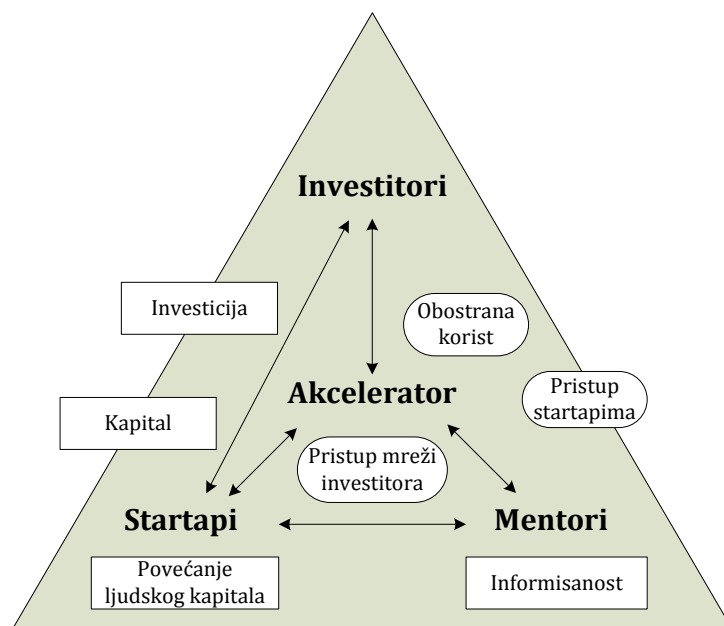 Investitori
Investicija
Obostrana
korist
Akcelerator
Pristup
startapima
Kapital
Pristup mreži
investitora
Startapi
Mentori
Povećanje
ljudskog kapitala
Informisanost